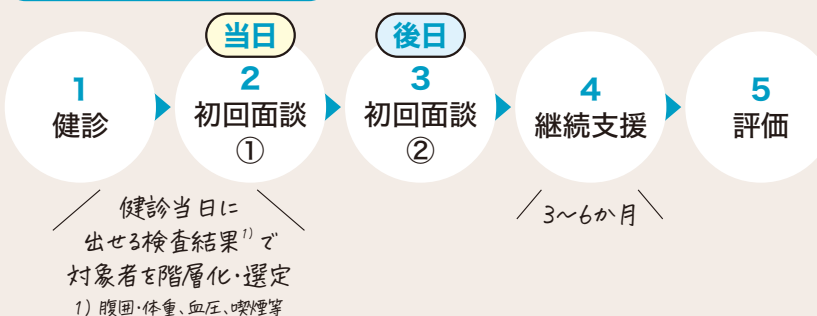 当日
後日
1
健診
2
初回面談
①
3
初回面談
②
4
継続支援
5
評価
健診当日に
出せる検査結果1)で
対象者を階層化・選定
1) 腹囲・体重、血圧、喫煙等
3~6か月